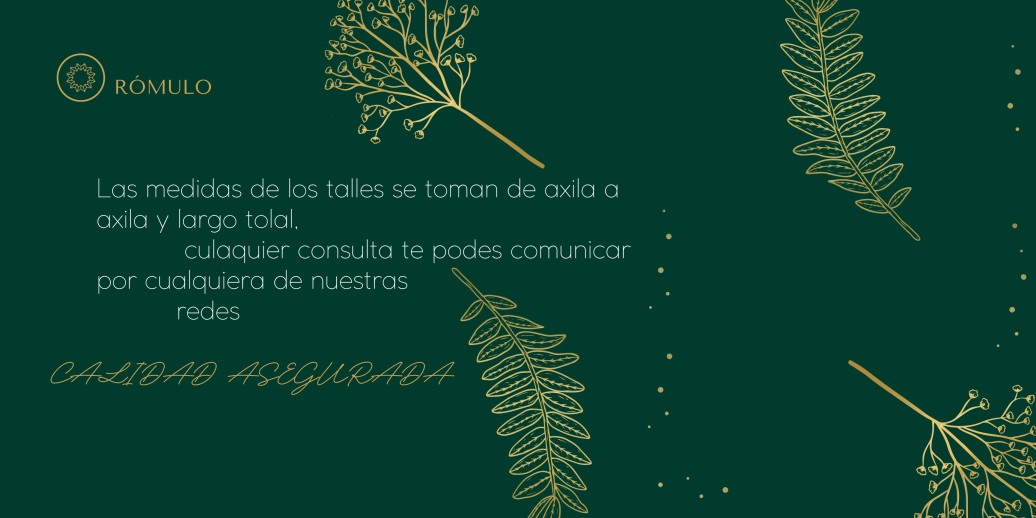 RÓMULO
Las medidas de los talles se toman de axila a
axila y largo tolal,
culaquier consulta te podes comunicar
por cualquiera de nuestras
redes
CALIDAD ASEGURADA